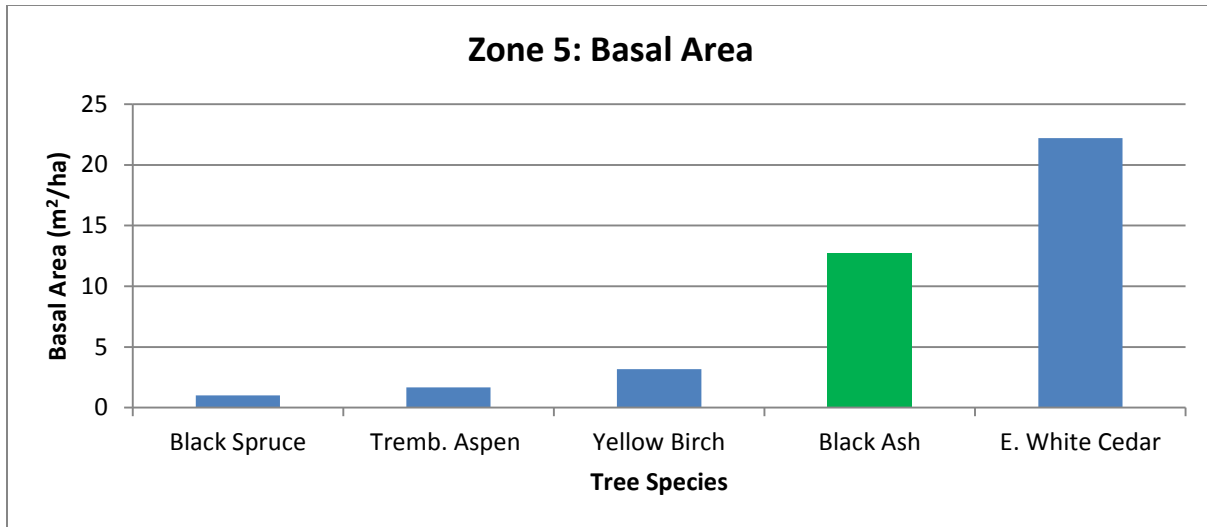 Zone 5: Basal Area
Basal Area (m²/ha)
25
20
15
10
5
0
Black Spruce Tremb. Aspen Yellow Birch Black Ash E. White Cedar
Tree Species